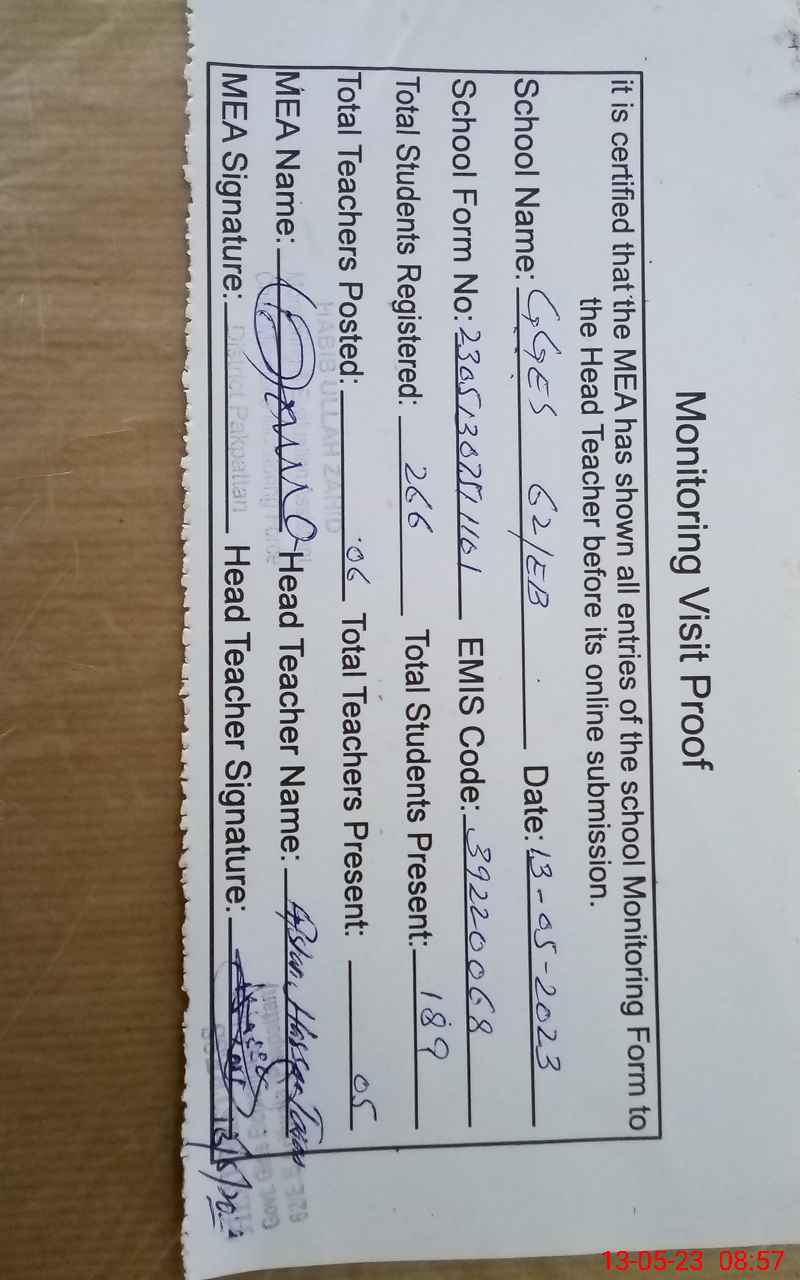 Monitoring Visit Proof
it is certified that the MEA has shown all entries of the school Monitoring Form to
the Head Teacher before its online submission.
School Name: GGES 62/EB Date: 13-05-2023
School Form No: EMIS Code: 39220068
Total Students Registered: 266 Total Students Present: 189
Total Teachers Posted: 06 Total Teachers Present: 05
MEA Name: Head Teacher Name:
MEA Signature: Head Teacher Signature:
HABIB ULLAH ZAHID
District Pakpattan
13-05-23 08:57